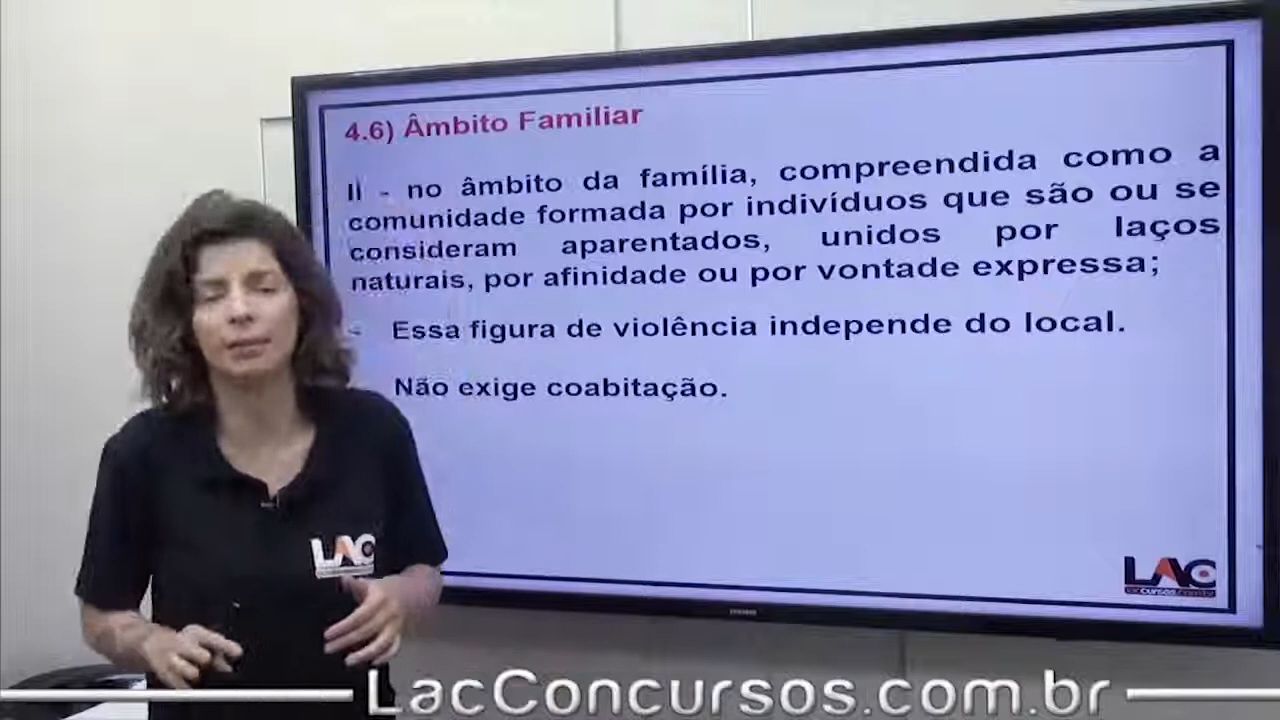 4.6) Âmbito Familiar
II - no âmbito da família, compreendida como a
comunidade formada por indivíduos que são ou se
consideram aparentados, unidos por laços
naturais, por afinidade ou por vontade expressa;
- Essa figura de violência independe do local.
Não exige coabitação.
LAC
LAC
LacConcursos.com.br